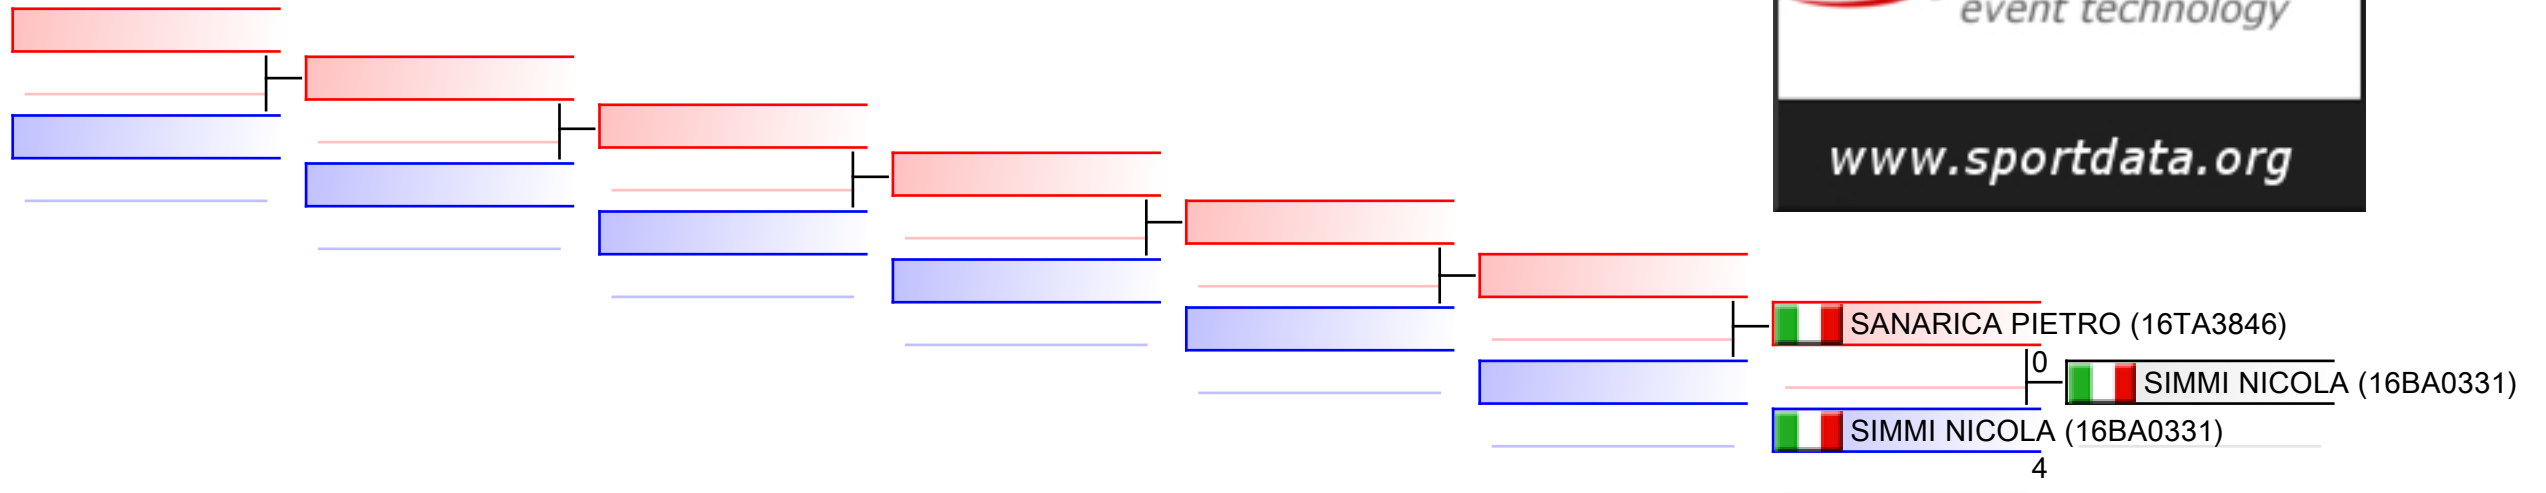 event technology
www.sportdata.org
SANARICA PIETRO (16TA3846)
0
SIMMI NICOLA (16BA0331)
SIMMI NICOLA (16BA0331)
4